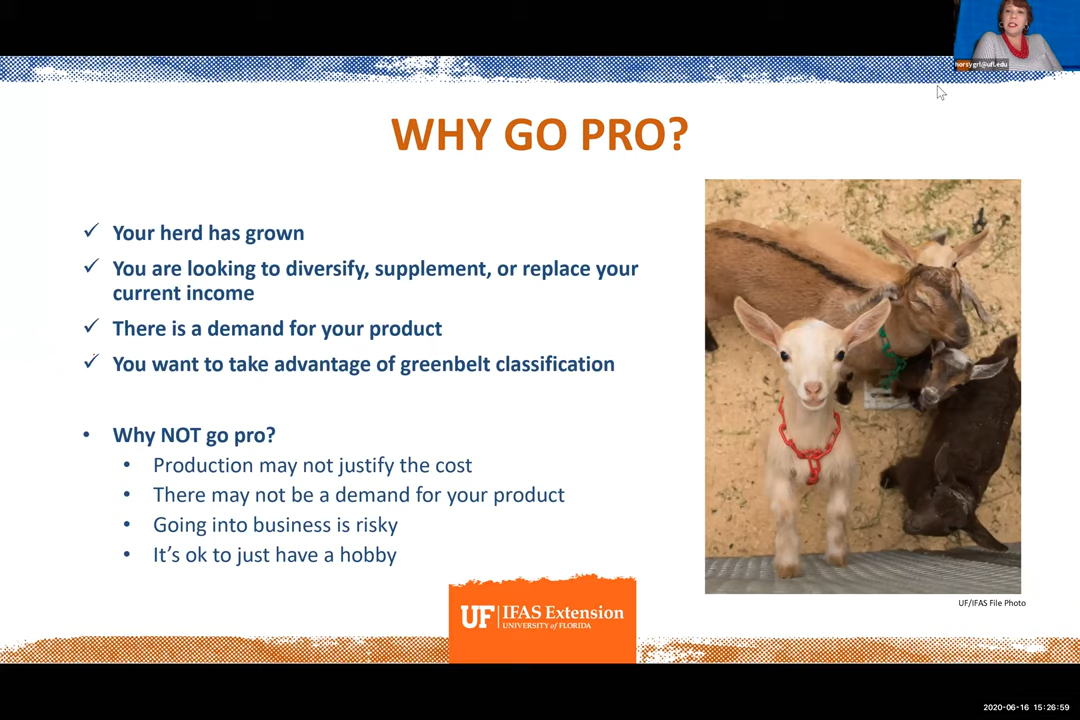 horsygrl@ufl.edu
WHY GO PRO?
✓ Your herd has grown
✓ You are looking to diversify, supplement, or replace your
current income
✓ There is a demand for your product
✓ You want to take advantage of greenbelt classification
• Why NOT go pro?
• Production may not justify the cost
• There may not be a demand for your product
• Going into business is risky
• It's ok to just have a hobby
UF/IFAS File Photo
UF | IFAS Extension
UNIVERSITY of FLORIDA
2020-06-16 15:26:59